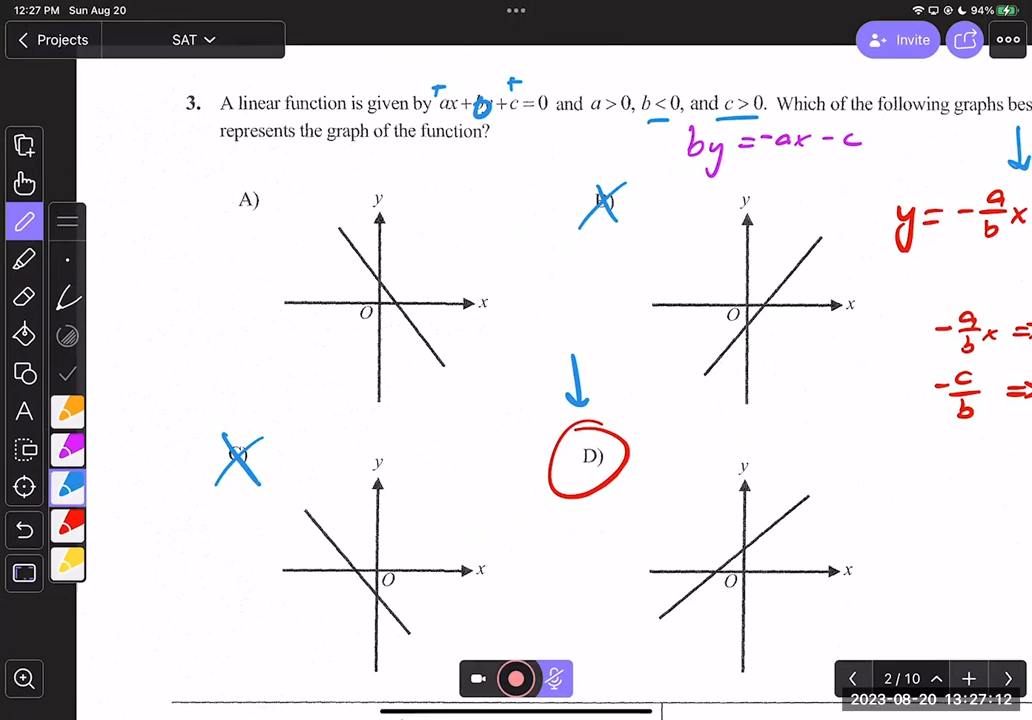 12:27 PM Sun Aug 20
94%
Projects
SAT
Invite
3. A linear function is given by ax + by + c = 0 and a > 0, b < 0, and c > 0. Which of the following graphs bes
represents the graph of the function?
+ +
by = -ax - c
A)
y
x
O
y
x
O
y = -a/b x
-a/b x =
-c/b =>
y
x
O
D)
y
x
O
A
2 / 10
2023-08-20 13:27:12